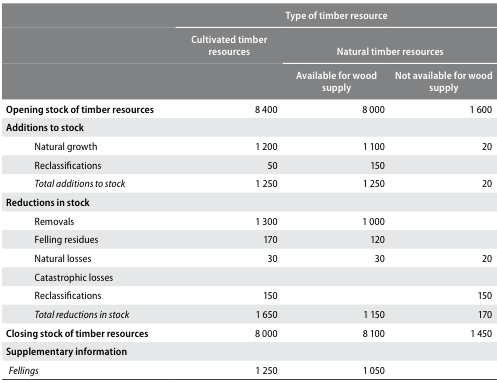 Type of timber resource
Cultivated timber resources
Natural timber resources
Available for wood supply
Not available for wood supply
Opening stock of timber resources 8 400 8 000 1 600
Additions to stock
Natural growth 1 200 1 100 20
Reclassifications 50 150
Total additions to stock 1 250 1 250 20
Reductions in stock
Removals 1 300 1 000
Felling residues 170 120
Natural losses 30 30 20
Catastrophic losses
Reclassifications 150 150
Total reductions in stock 1 650 1 150 170
Closing stock of timber resources 8 000 8 100 1 450
Supplementary information
Fellings 1 250 1 050